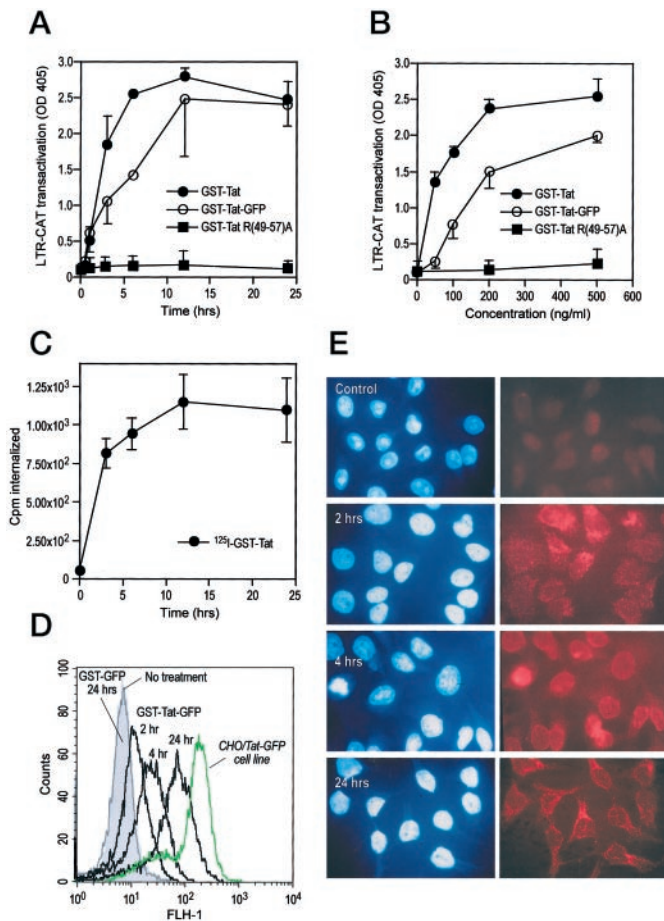 A
LTR-CAT transactivation (OD 405)
3.0
2.5
2.0
1.5
1.0
0.5
0.0
GST-Tat
GST-Tat-GFP
GST-Tat R(49-57)A
0 5 10 15 20 25
Time (hrs)
B
LTR-CAT transactivation (OD 405)
3.0
2.5
2.0
1.5
1.0
0.5
0.0
GST-Tat
GST-Tat-GFP
GST-Tat R(49-57)A
0 100 200 300 400 500 600
Concentration (ng/ml)
C
Cpm internalized
1.25x10³
1.00x10³
7.50x10²
5.00x10²
2.50x10²
0
¹²⁵I-GST-Tat
0 5 10 15 20 25
Time (hrs)
D
Counts
100
80
60
40
20
0
GST-GFP
24 hrs
No treatment
GST-Tat-GFP
2 hr
4 hr
24 hr
CHO/Tat-GFP
cell line
10⁰ 10¹ 10² 10³ 10⁴
FLH-1
E
Control
2 hrs
4 hrs
24 hrs